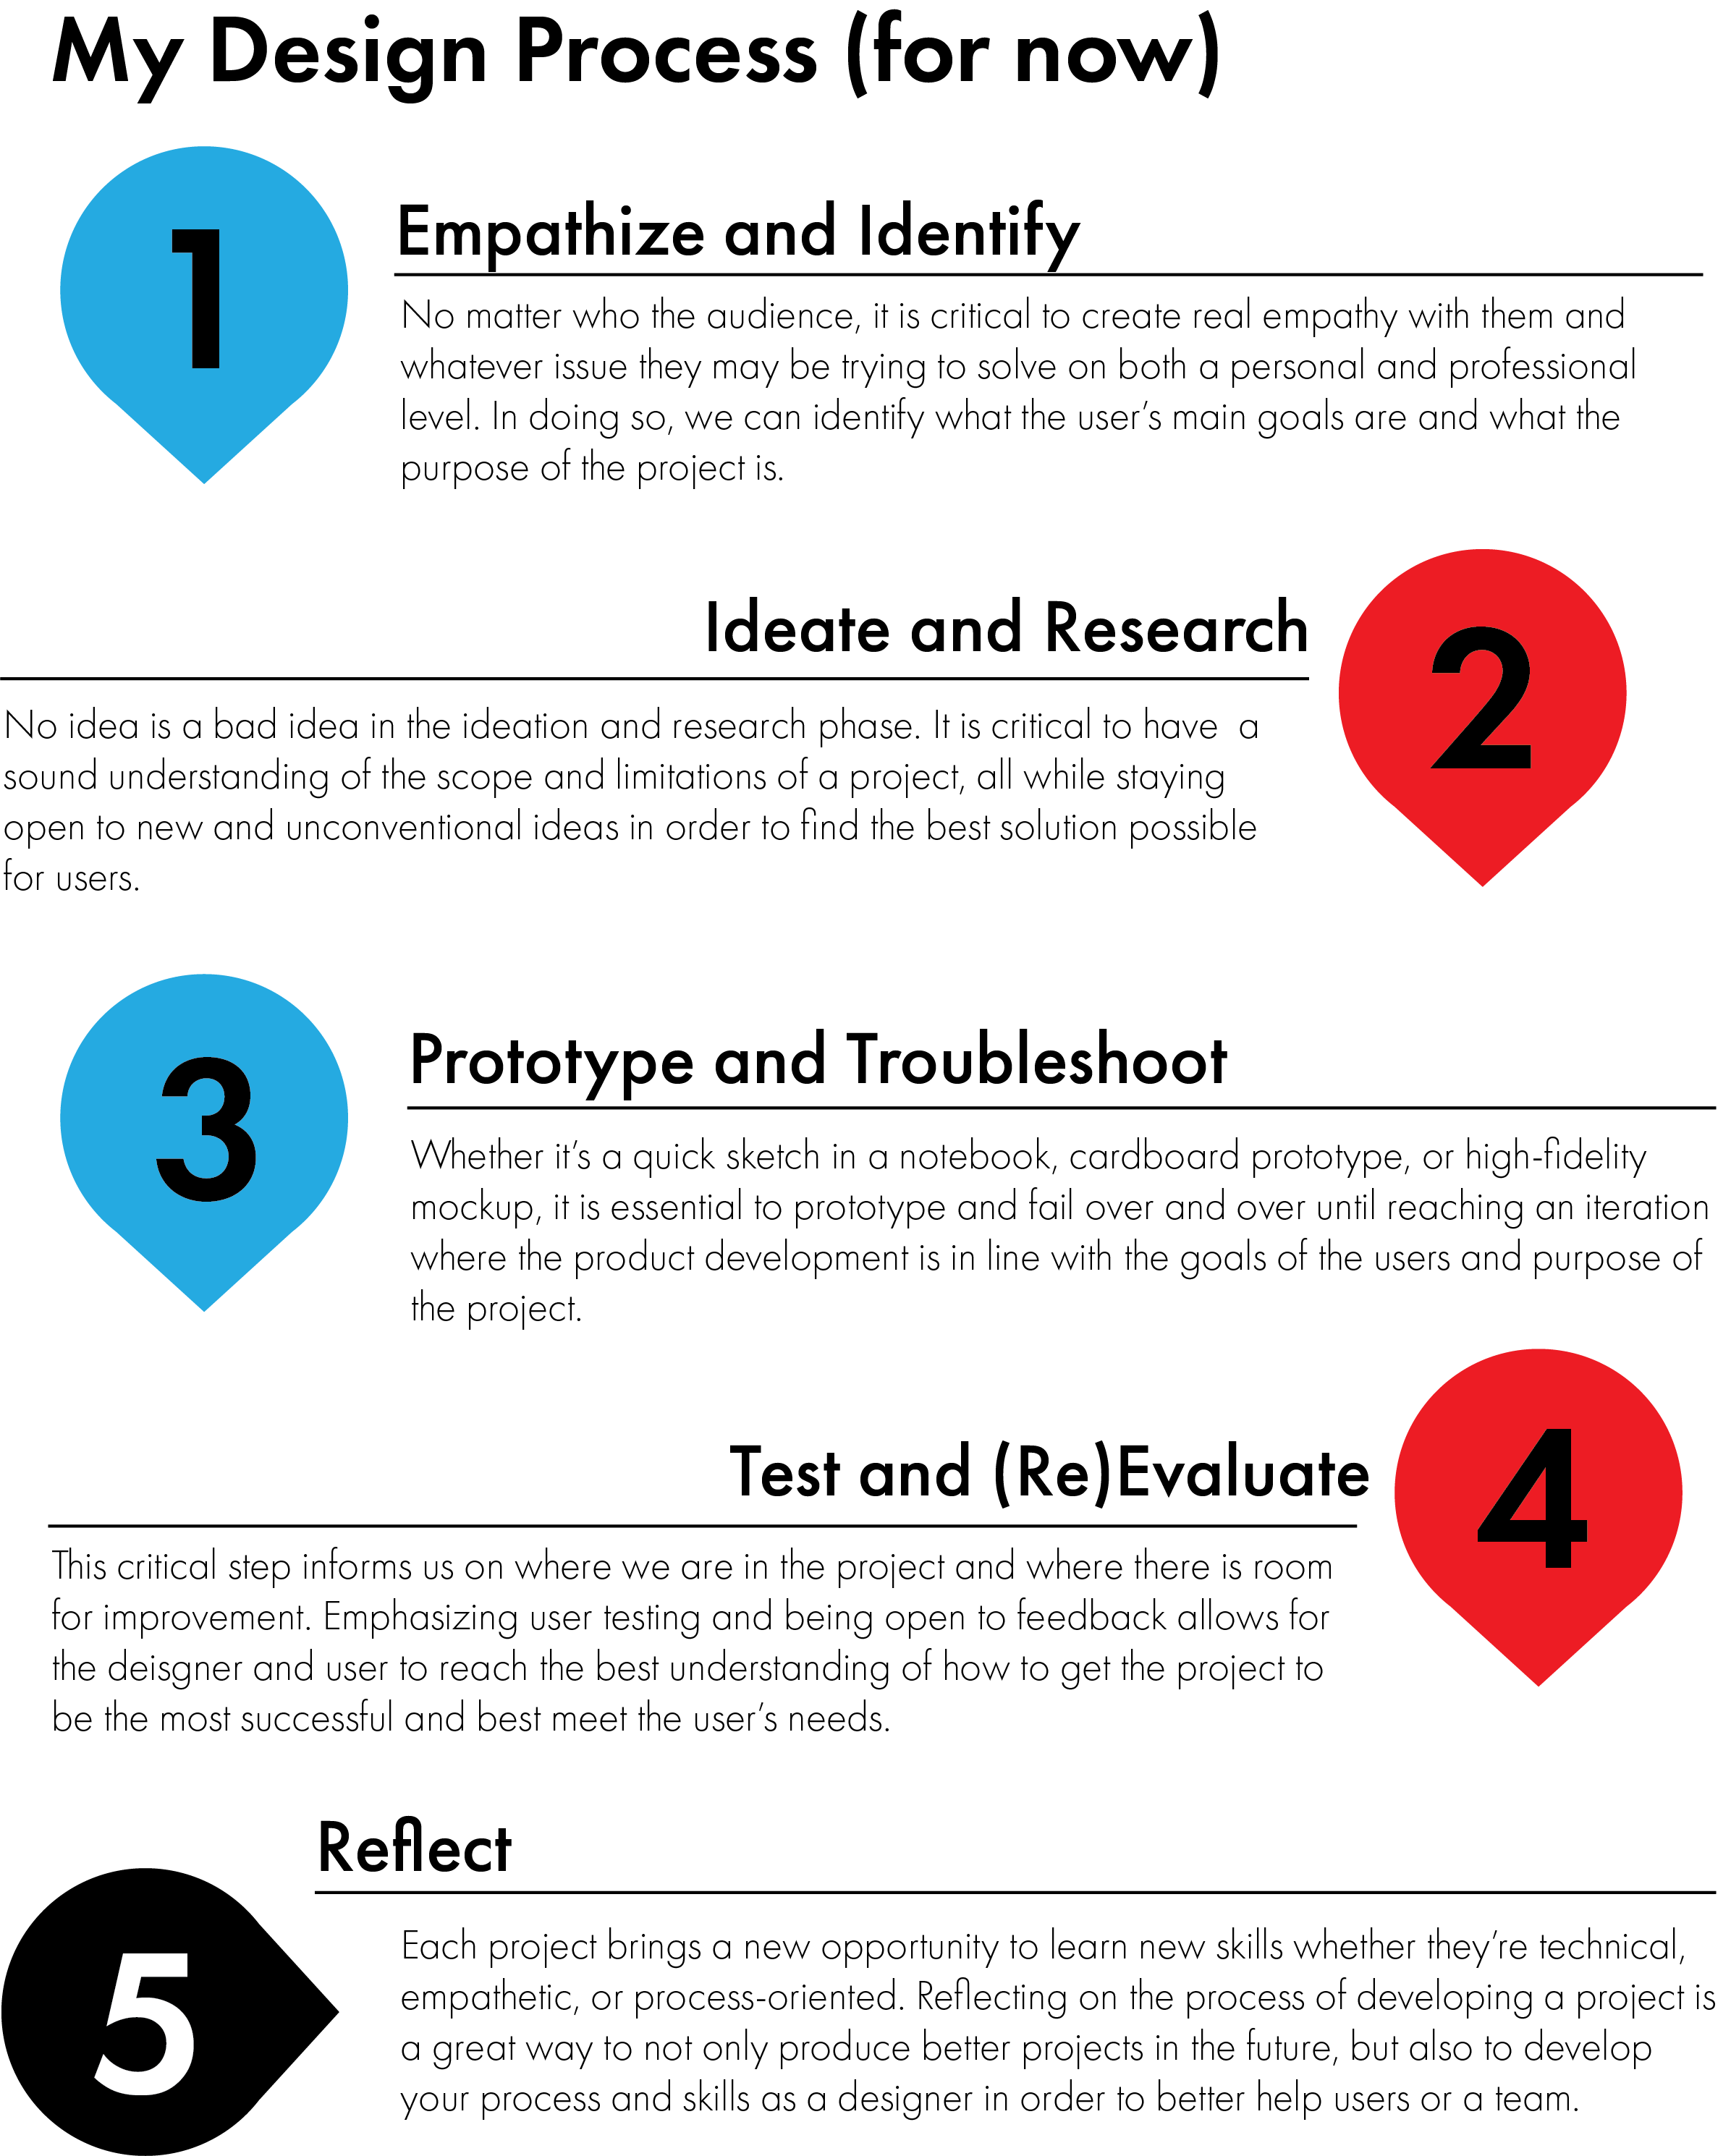 My Design Process (for now)
1
Empathize and Identify
No matter who the audience, it is critical to create real empathy with them and
whatever issue they may be trying to solve on both a personal and professional
level. In doing so, we can identify what the user’s main goals are and what the
purpose of the project is.
Ideate and Research
2
No idea is a bad idea in the ideation and research phase. It is critical to have  a
sound understanding of the scope and limitations of a project, all while staying
open to new and unconventional ideas in order to find the best solution possible
for users.
3
Prototype and Troubleshoot
Whether it’s a quick sketch in a notebook, cardboard prototype, or high-fidelity
mockup, it is essential to prototype and fail over and over until reaching an iteration
where the product development is in line with the goals of the users and purpose of
the project.
Test and (Re)Evaluate
4
This critical step informs us on where we are in the project and where there is room
for improvement. Emphasizing user testing and being open to feedback allows for
the deisgner and user to reach the best understanding of how to get the project to
be the most successful and best meet the user’s needs.
Reflect
5
Each project brings a new opportunity to learn new skills whether they’re technical,
empathetic, or process-oriented. Reflecting on the process of developing a project is
a great way to not only produce better projects in the future, but also to develop
your process and skills as a designer in order to better help users or a team.